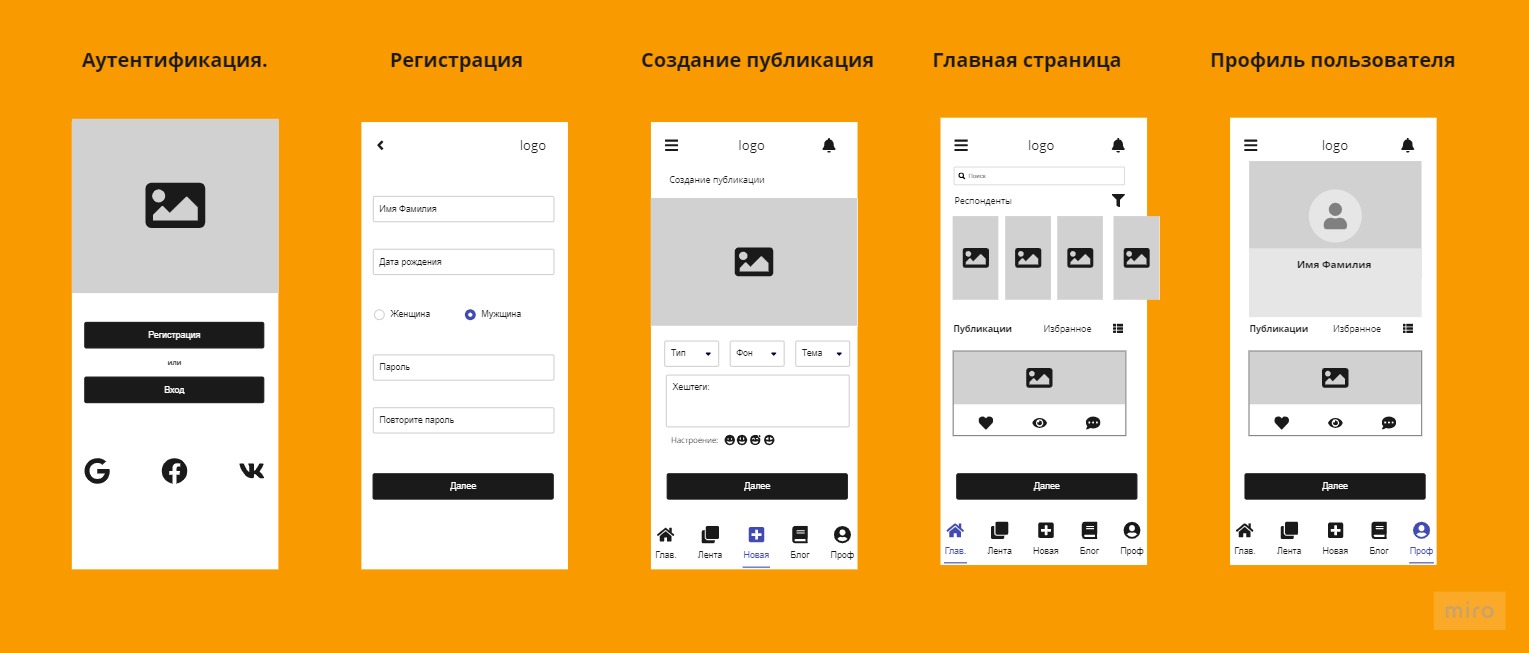 Аутентификация.
Регистрация
или
Вход
Регистрация
logo
Имя Фамилия
Дата рождения
Женщина Мужщина
Пароль
Повторите пароль
Далее
Создание публикация
logo
Создание публикации
Тип Фон Тема
Хештеги:
Настроение:
Далее
Глав. Лента Новая Блог Проф
Главная страница
logo
Поиск
Респонденты
Публикации Избранное
Далее
Глав. Лента Новая Блог Проф
Профиль пользователя
logo
Имя Фамилия
Публикации Избранное
Далее
Глав. Лента Новая Блог Проф
miro